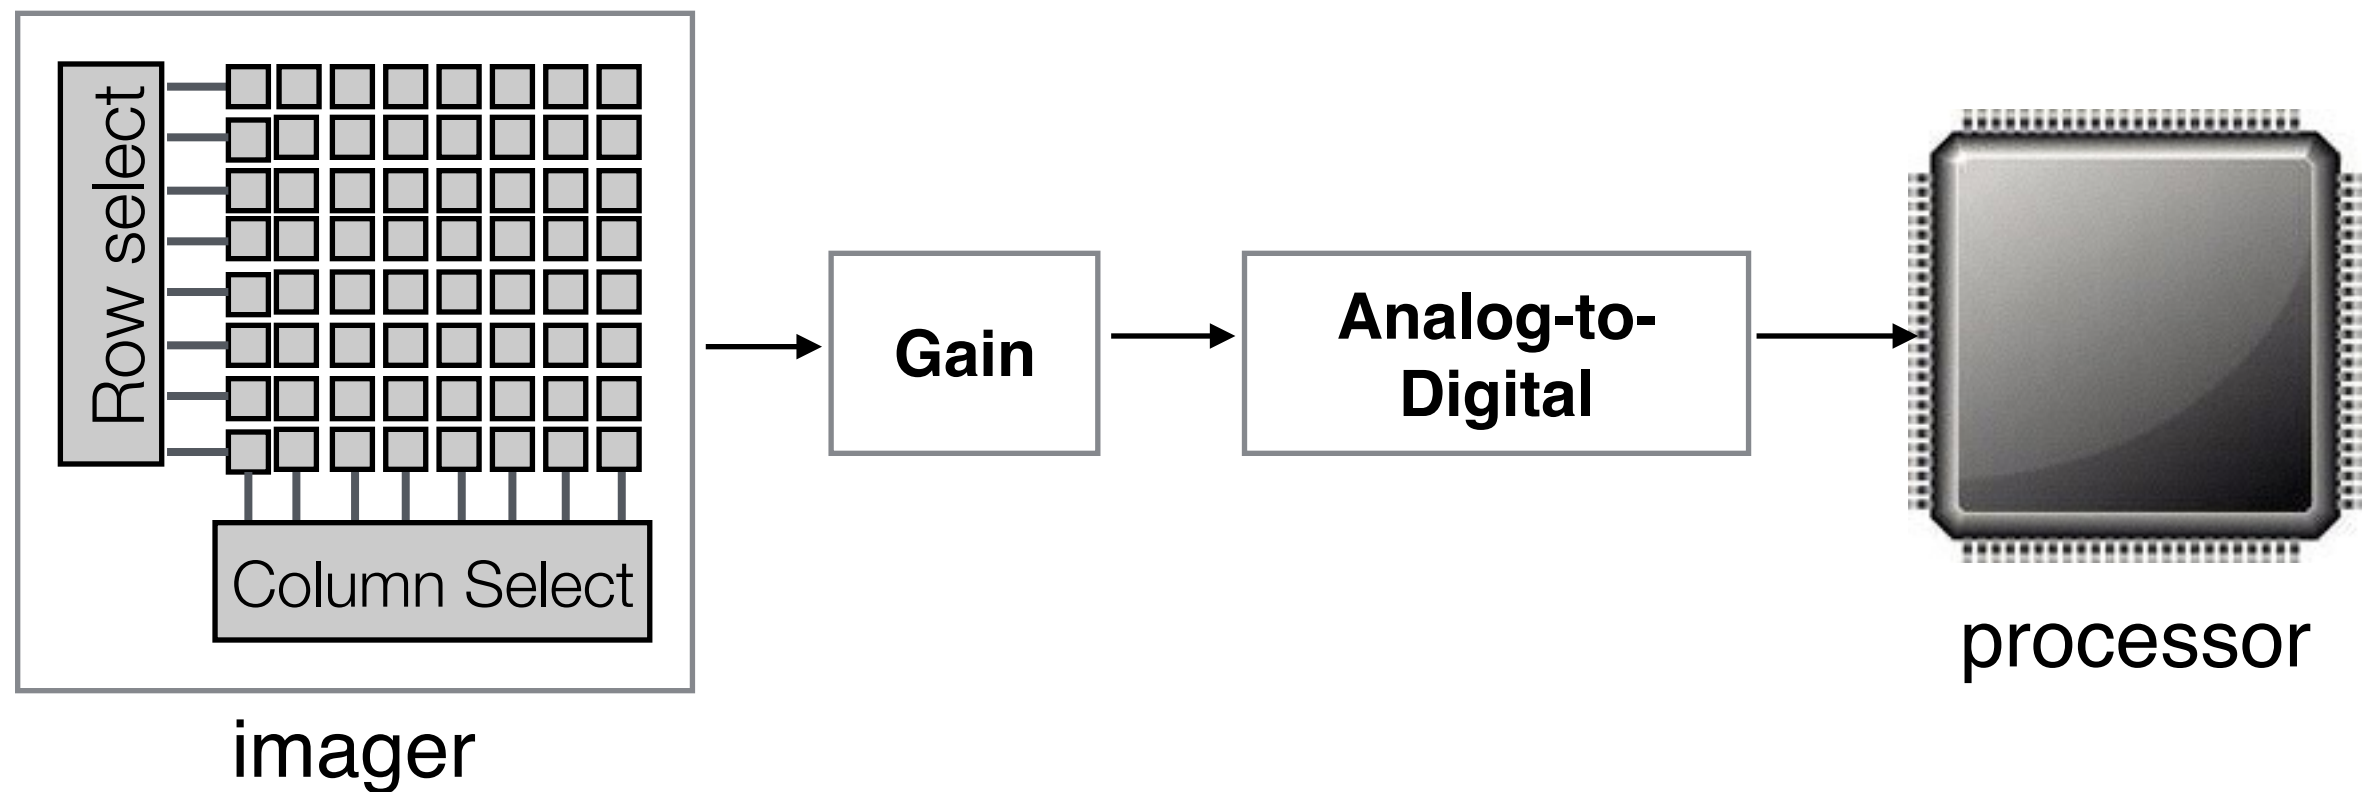 Row select
Column Select
imager
Gain
Analog-to-
Digital
processor